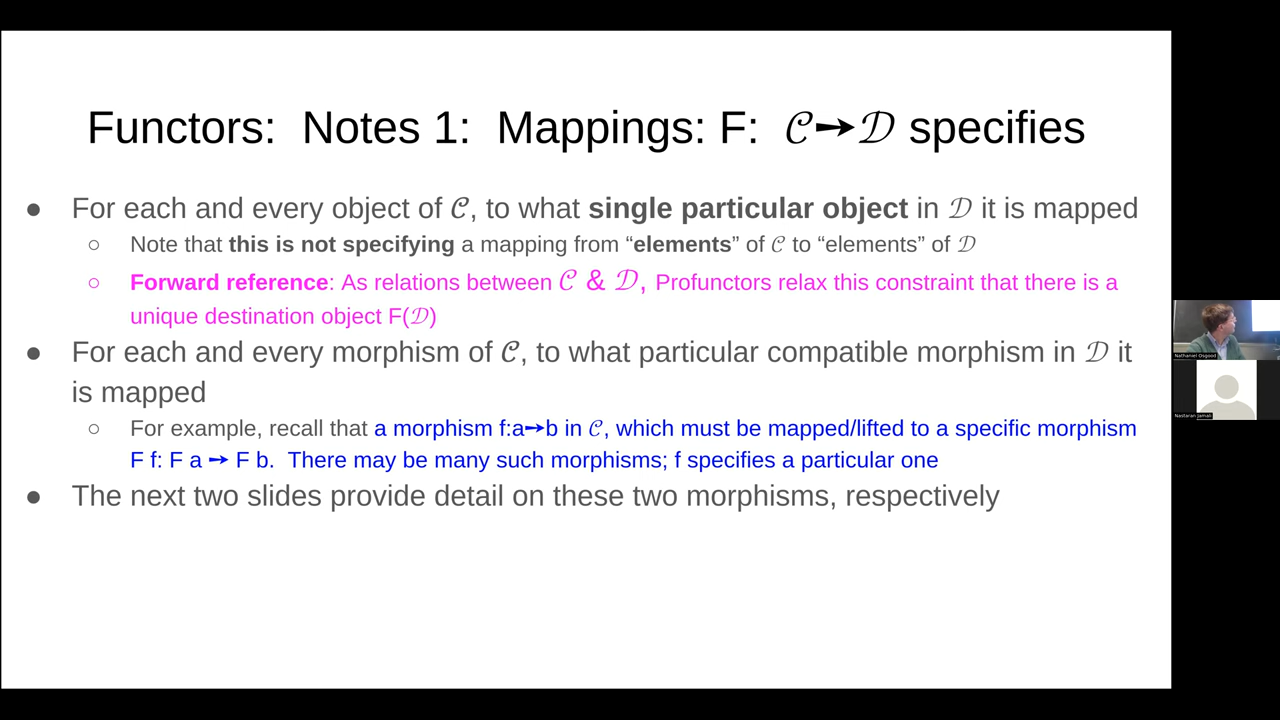 Functors: Notes 1: Mappings: F: 𝒞➙𝒟 specifies
● For each and every object of 𝒞, to what single particular object in 𝒟 it is mapped
○ Note that this is not specifying a mapping from “elements” of 𝒞 to “elements” of 𝒟
○ Forward reference: As relations between 𝒞 & 𝒟, Profunctors relax this constraint that there is a
unique destination object F(𝒟)
● For each and every morphism of 𝒞, to what particular compatible morphism in 𝒟 it
is mapped
○ For example, recall that a morphism f:a➙b in 𝒞, which must be mapped/lifted to a specific morphism
F f: F a ➙ F b. There may be many such morphisms; f specifies a particular one
● The next two slides provide detail on these two morphisms, respectively
Nathaniel Osgood
Nastaran Jamali